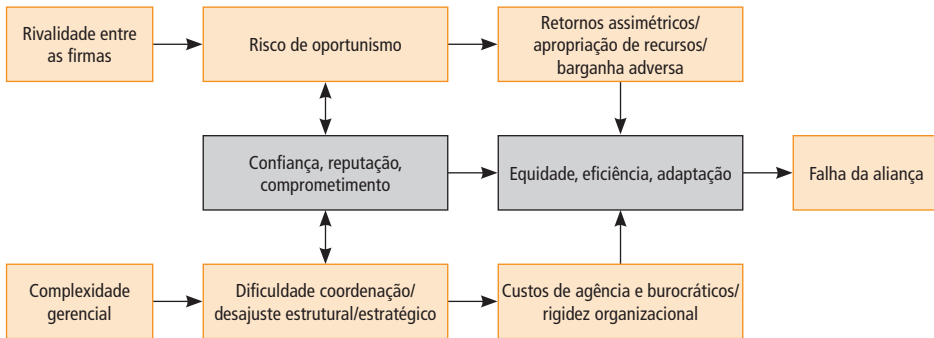 Rivalidade entre
as firmas
Risco de oportunismo
Retornos assimétricos/
apropriação de recursos/
barganha adversa
Confiança, reputação,
comprometimento
Equidade, eficiência, adaptação
Falha da aliança
Complexidade
gerencial
Dificuldade coordenação/
desajuste estrutural/estratégico
Custos de agência e burocráticos/
rigidez organizacional